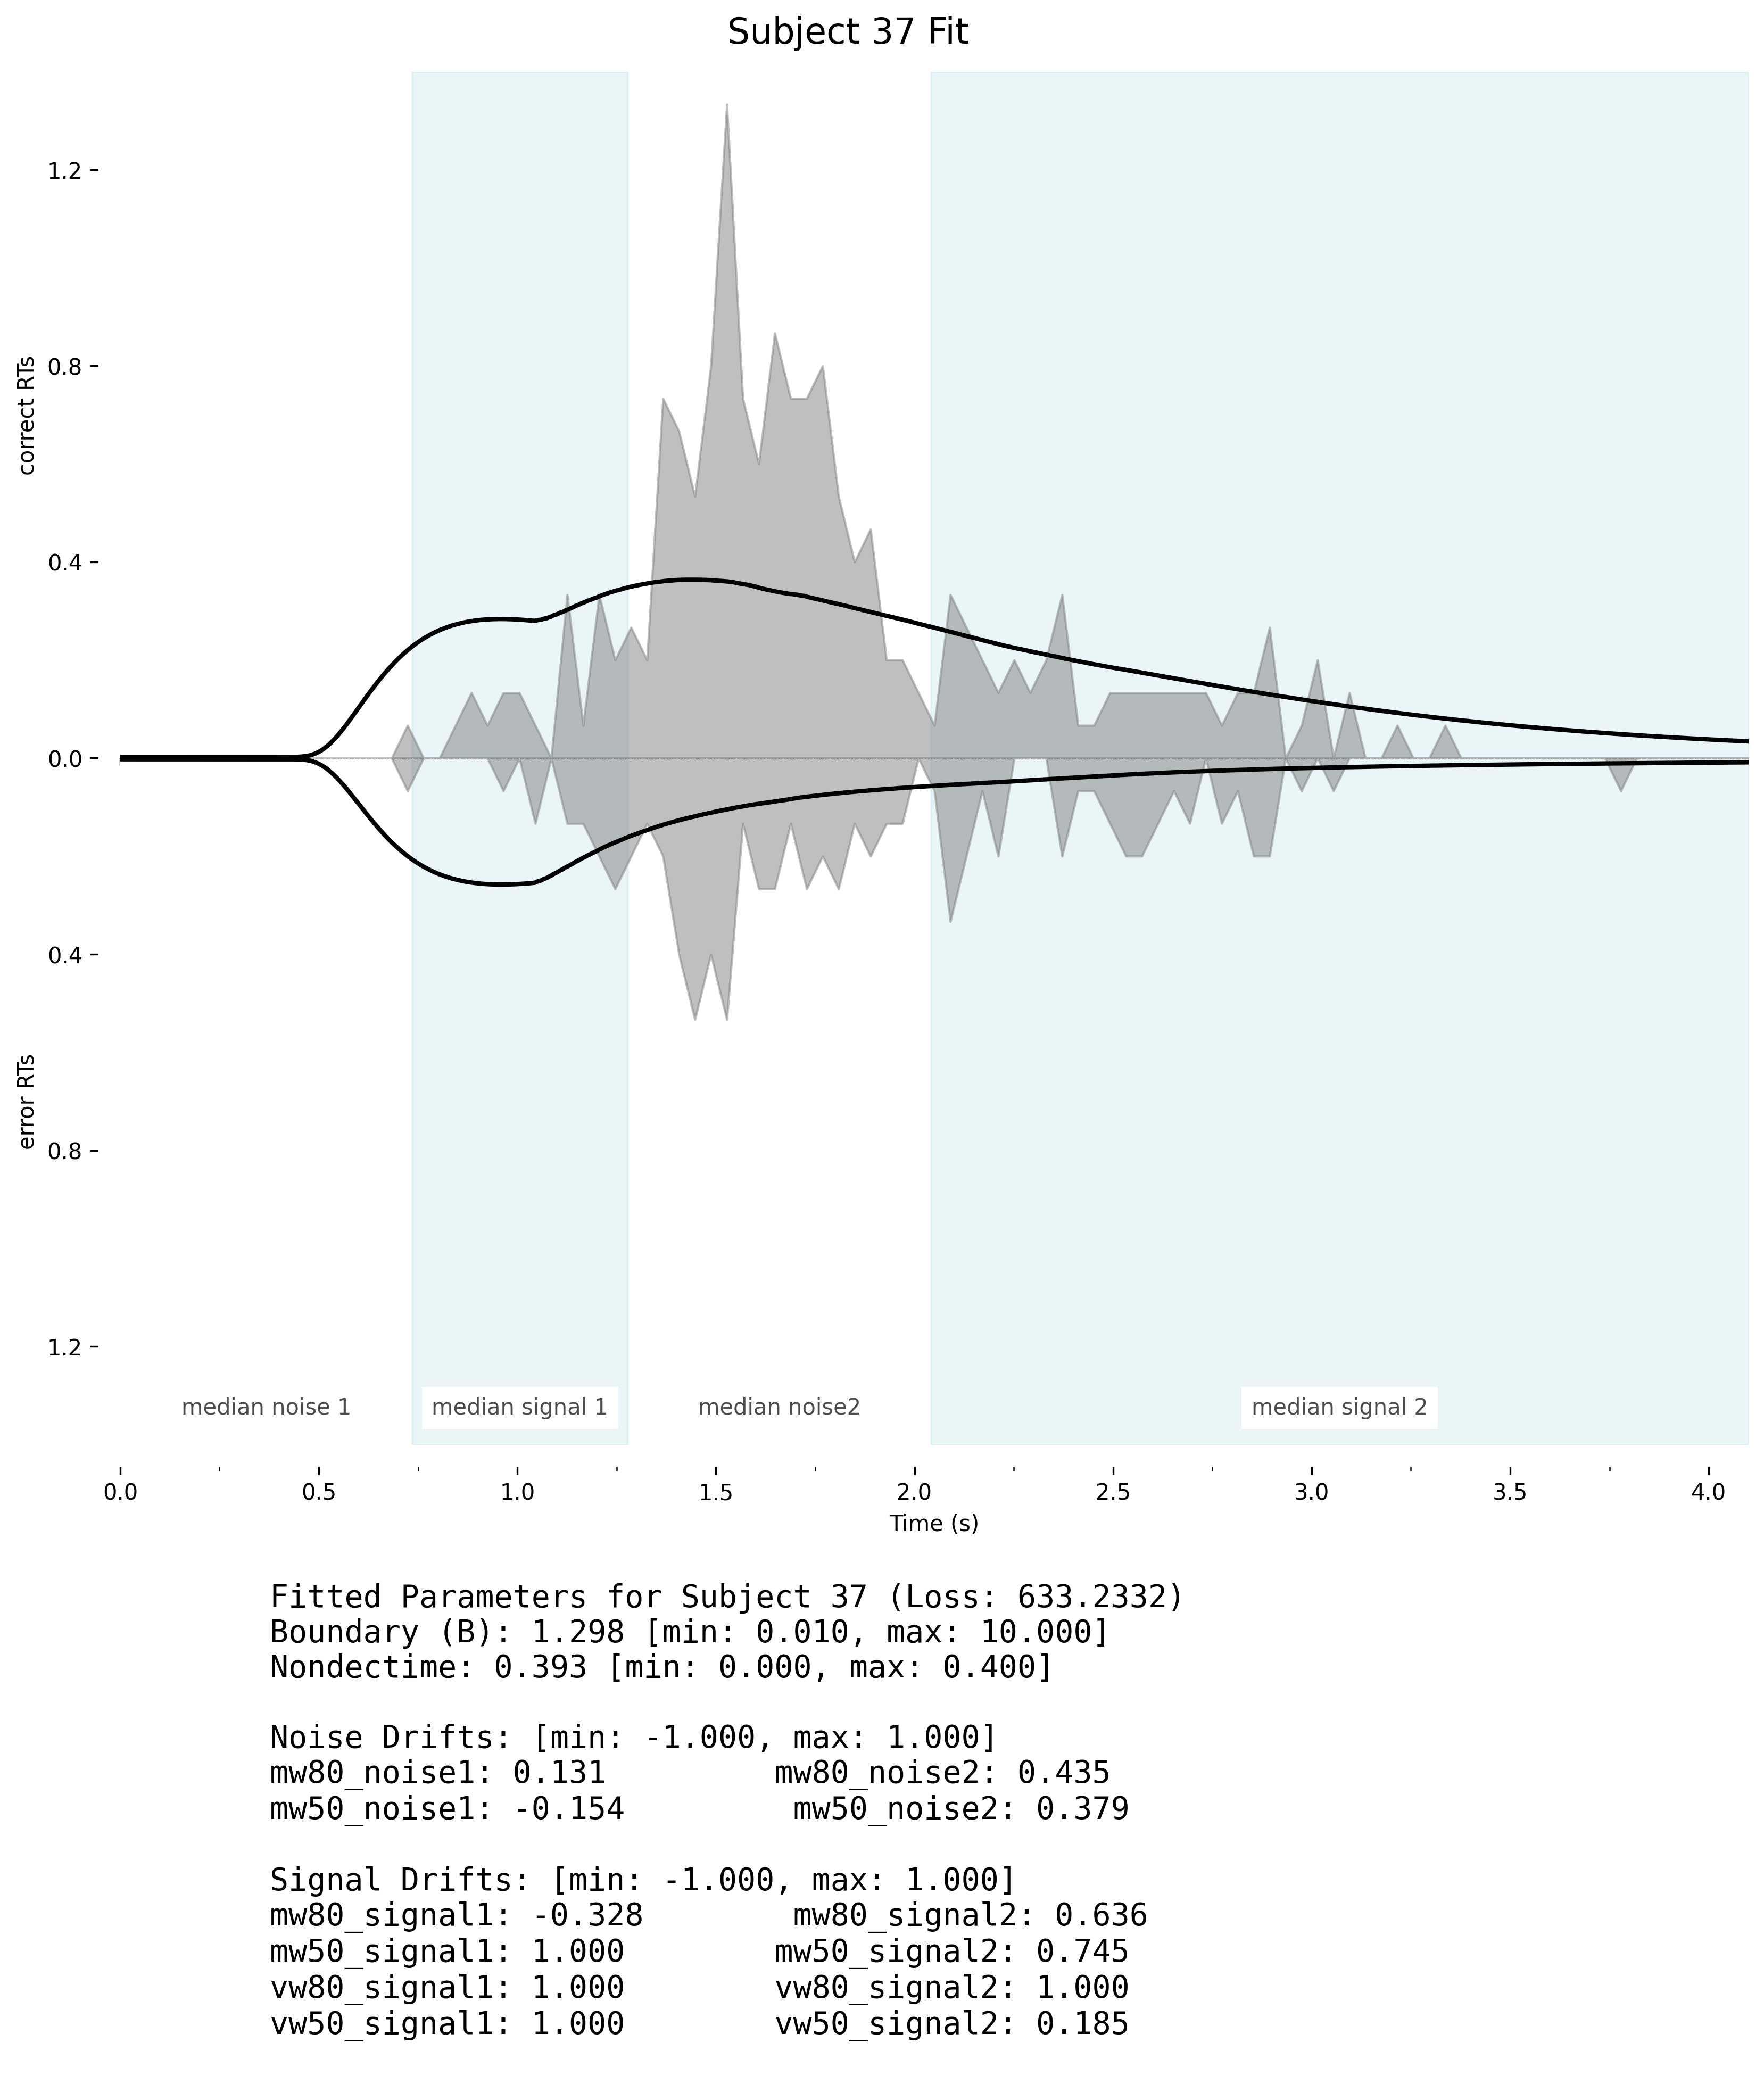 Subject 37 Fit
1.2
0.8
0.4
0.0
0.4
0.8
1.2
correct RTs
error RTs
median noise 1
median signal 1
median noise2
median signal 2
0.0 0.5 1.0 1.5 2.0 2.5 3.0 3.5 4.0
Time (s)
Fitted Parameters for Subject 37 (Loss: 633.2332)
Boundary (B): 1.298 [min: 0.010, max: 10.000]
Nondectime: 0.393 [min: 0.000, max: 0.400]
Noise Drifts: [min: -1.000, max: 1.000]
mw80_noise1: 0.131 mw80_noise2: 0.435
mw50_noise1: -0.154 mw50_noise2: 0.379
Signal Drifts: [min: -1.000, max: 1.000]
mw80_signal1: -0.328 mw80_signal2: 0.636
mw50_signal1: 1.000 mw50_signal2: 0.745
vw80_signal1: 1.000 vw80_signal2: 1.000
vw50_signal1: 1.000 vw50_signal2: 0.185